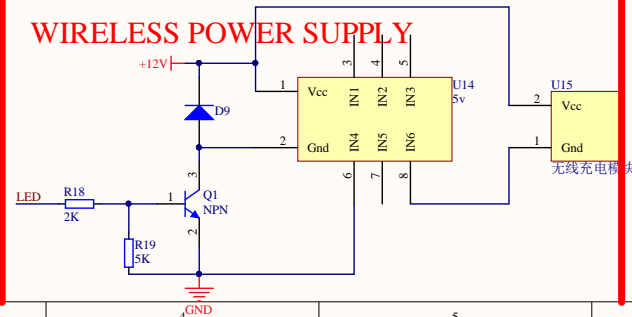 WIRELESS POWER SUPPLY
+12V
3
4
5
1
Vcc
IN1
IN2
IN3
U14
5v
U15
2
Vcc
D9
2
Gnd
IN4
IN5
IN6
1
Gnd
无线充电模块
3
6
7
8
LED
R18
2K
1
Q1
NPN
2
R19
5K
GND
4
5